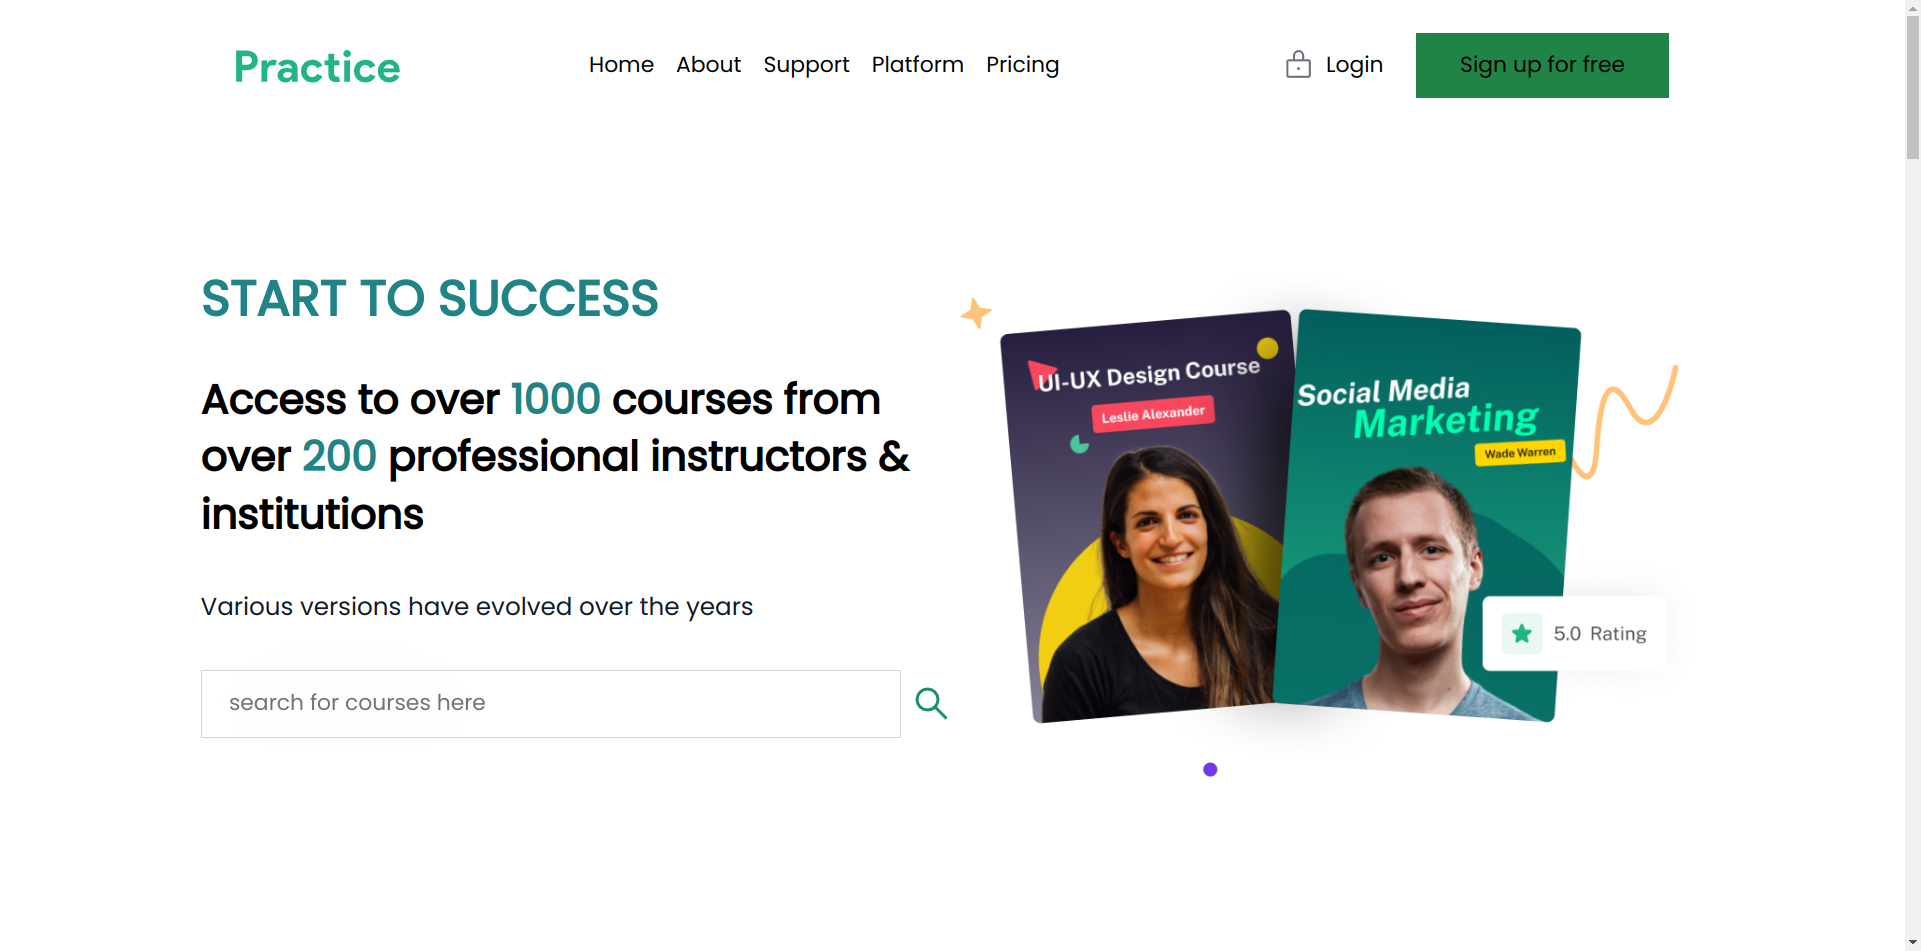 Practice
Home About Support Platform Pricing
Login
Sign up for free
START TO SUCCESS
Access to over 1000 courses from
over 200 professional instructors &
institutions
Various versions have evolved over the years
search for courses here
UI-UX Design Course
Leslie Alexander
Social Media
Marketing
Wade Warren
5.0 Rating